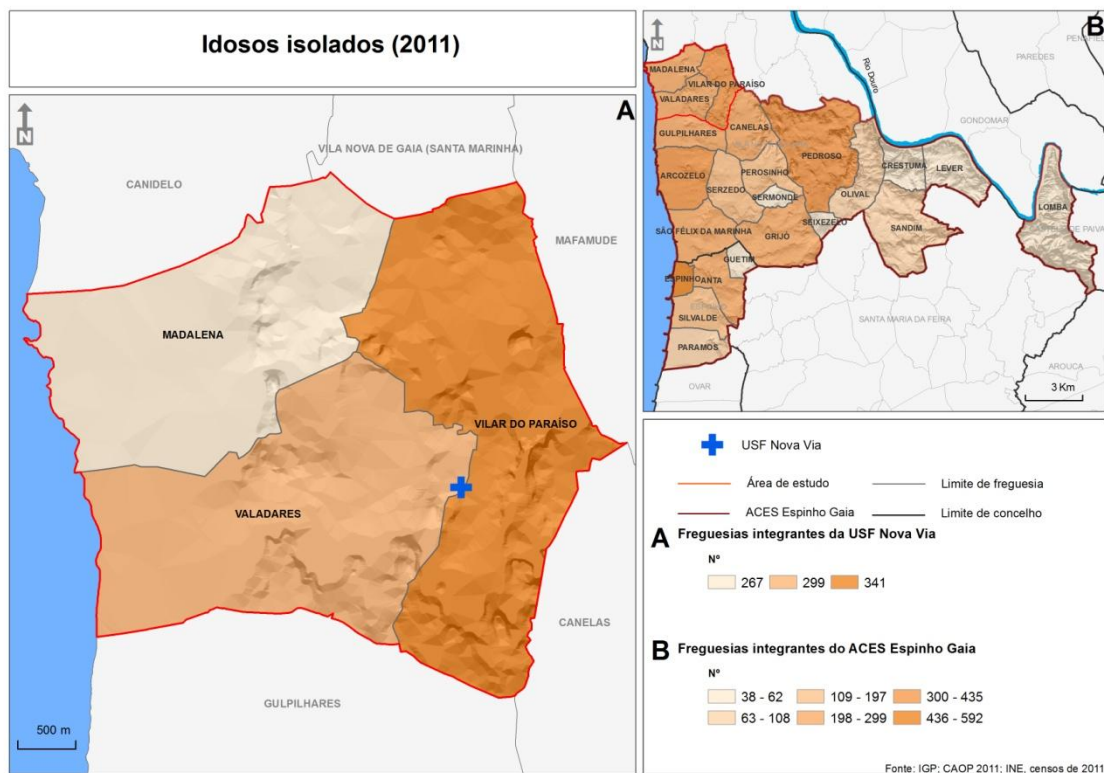 Idosos isolados (2011)
N
A
VILA NOVA DE GAIA (SANTA MARINHA)
CANIDELO
MAFAMUDE
MADALENA
VILAR DO PARAÍSO
VALADARES
CANELAS
GULPILHARES
500 m
N
B
PAREDES
Rio Douro
MADALENA
VILAR DO PARAÍSO
VALADARES
GONDOMAR
GULPILHARES
CANELAS
PEDROSO
CRESTUMA
LEVER
ARCOZELO
PEROSINHO
SERZEDO
SERMONDE
OLIVAL
LOMBA
SEIXEZELO
SÃO FÉLIX DA MARINHA
GRIJÓ
SANDIM
GUETIM
ESPINHO
ANTA
SILVALDE
SANTA MARIA DA FEIRA
PARAMOS
AROUCA
OVAR
3 Km
USF Nova Via
Área de estudo
Limite de freguesia
ACES Espinho Gaia
Limite de concelho
A Freguesias integrantes da USF Nova Via
Nº
267 299 341
B Freguesias integrantes do ACES Espinho Gaia
Nº
38 - 62 109 - 197 300 - 435
63 - 108 198 - 299 436 - 592
Fonte: IGP; CAOP 2011; INE, censos de 2011